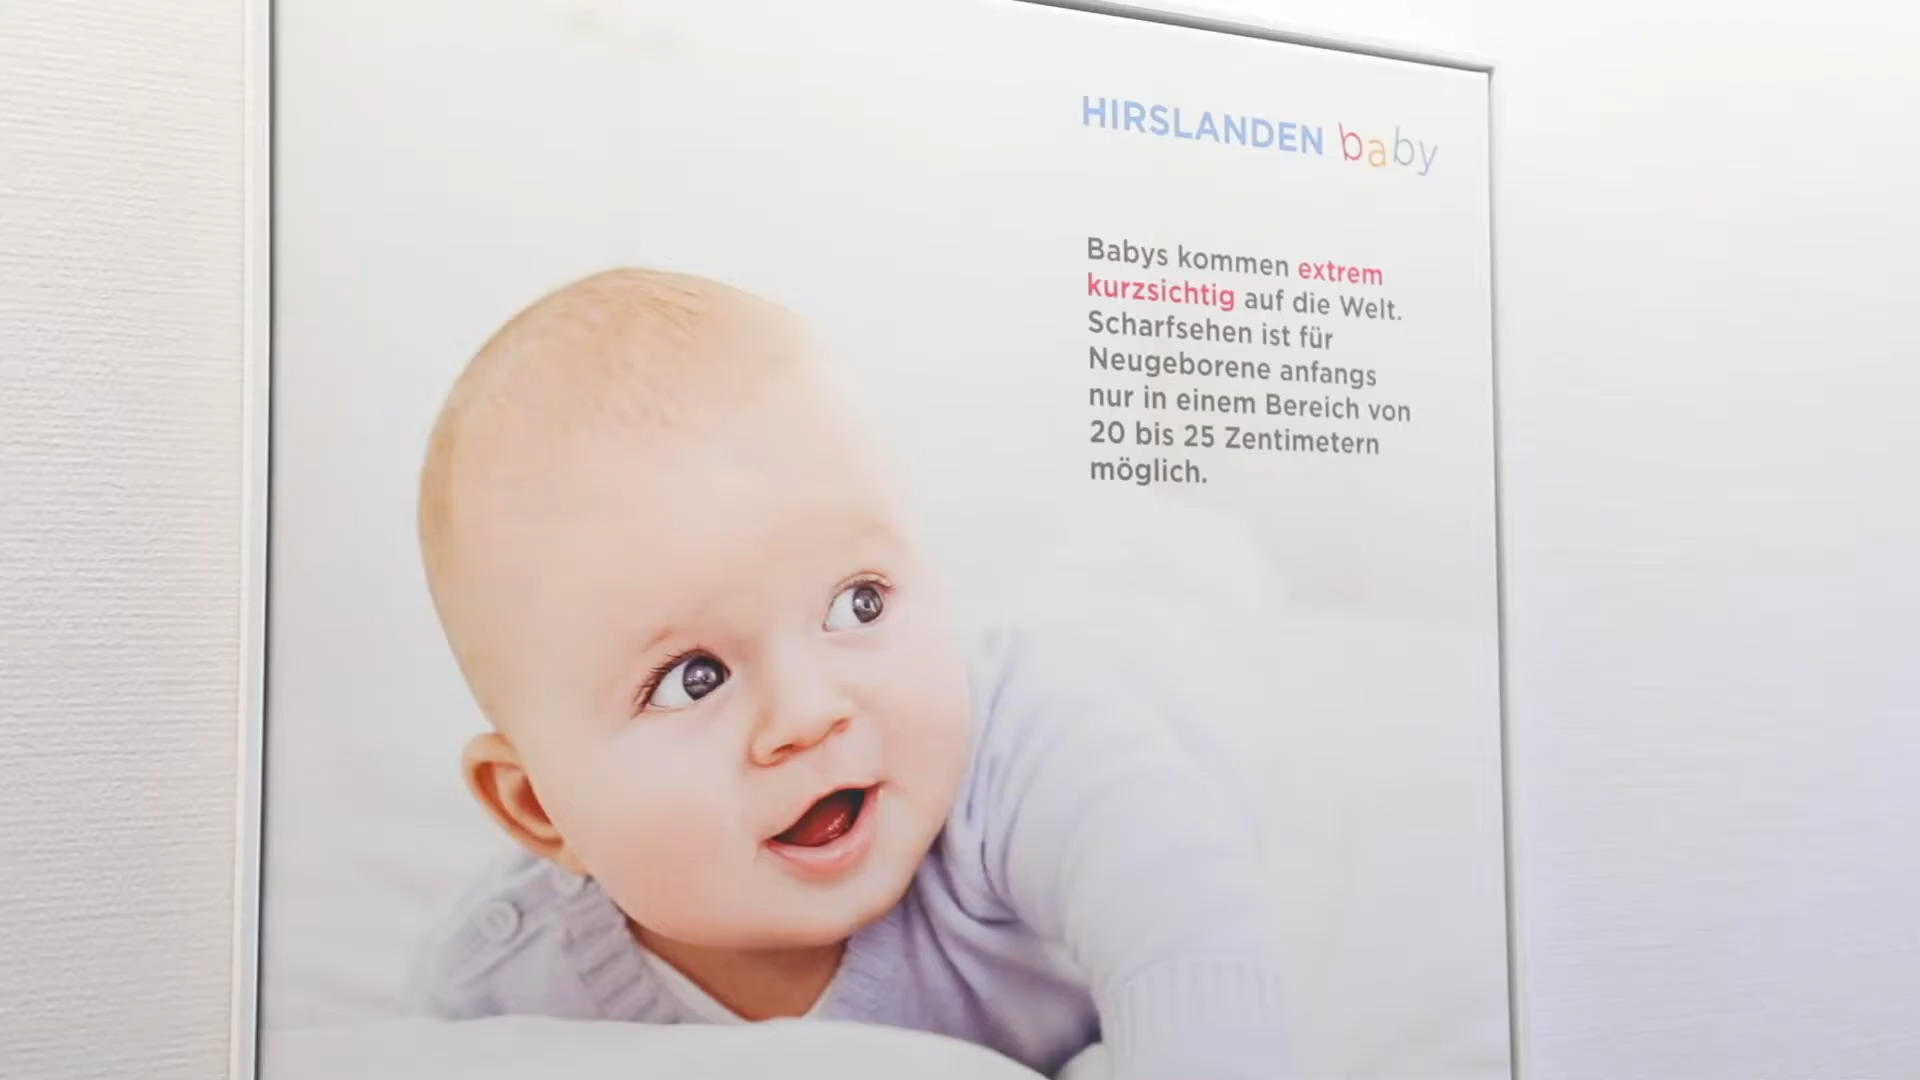 HIRSLANDEN baby
Babys kommen extrem
kurzsichtig auf die Welt.
Scharfsehen ist für
Neugeborene anfangs
nur in einem Bereich von
20 bis 25 Zentimetern
möglich.